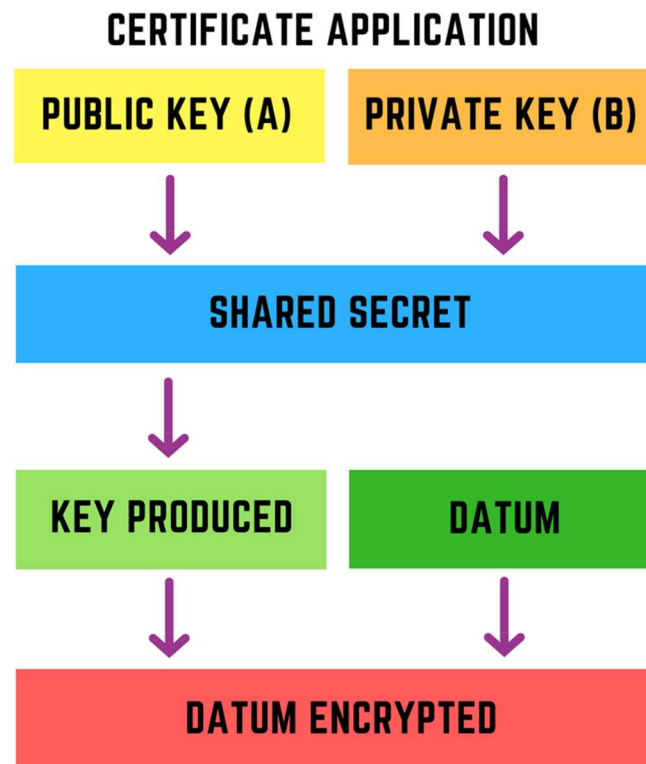 CERTIFICATE APPLICATION
PUBLIC KEY (A)
PRIVATE KEY (B)
SHARED SECRET
KEY PRODUCED
DATUM
DATUM ENCRYPTED